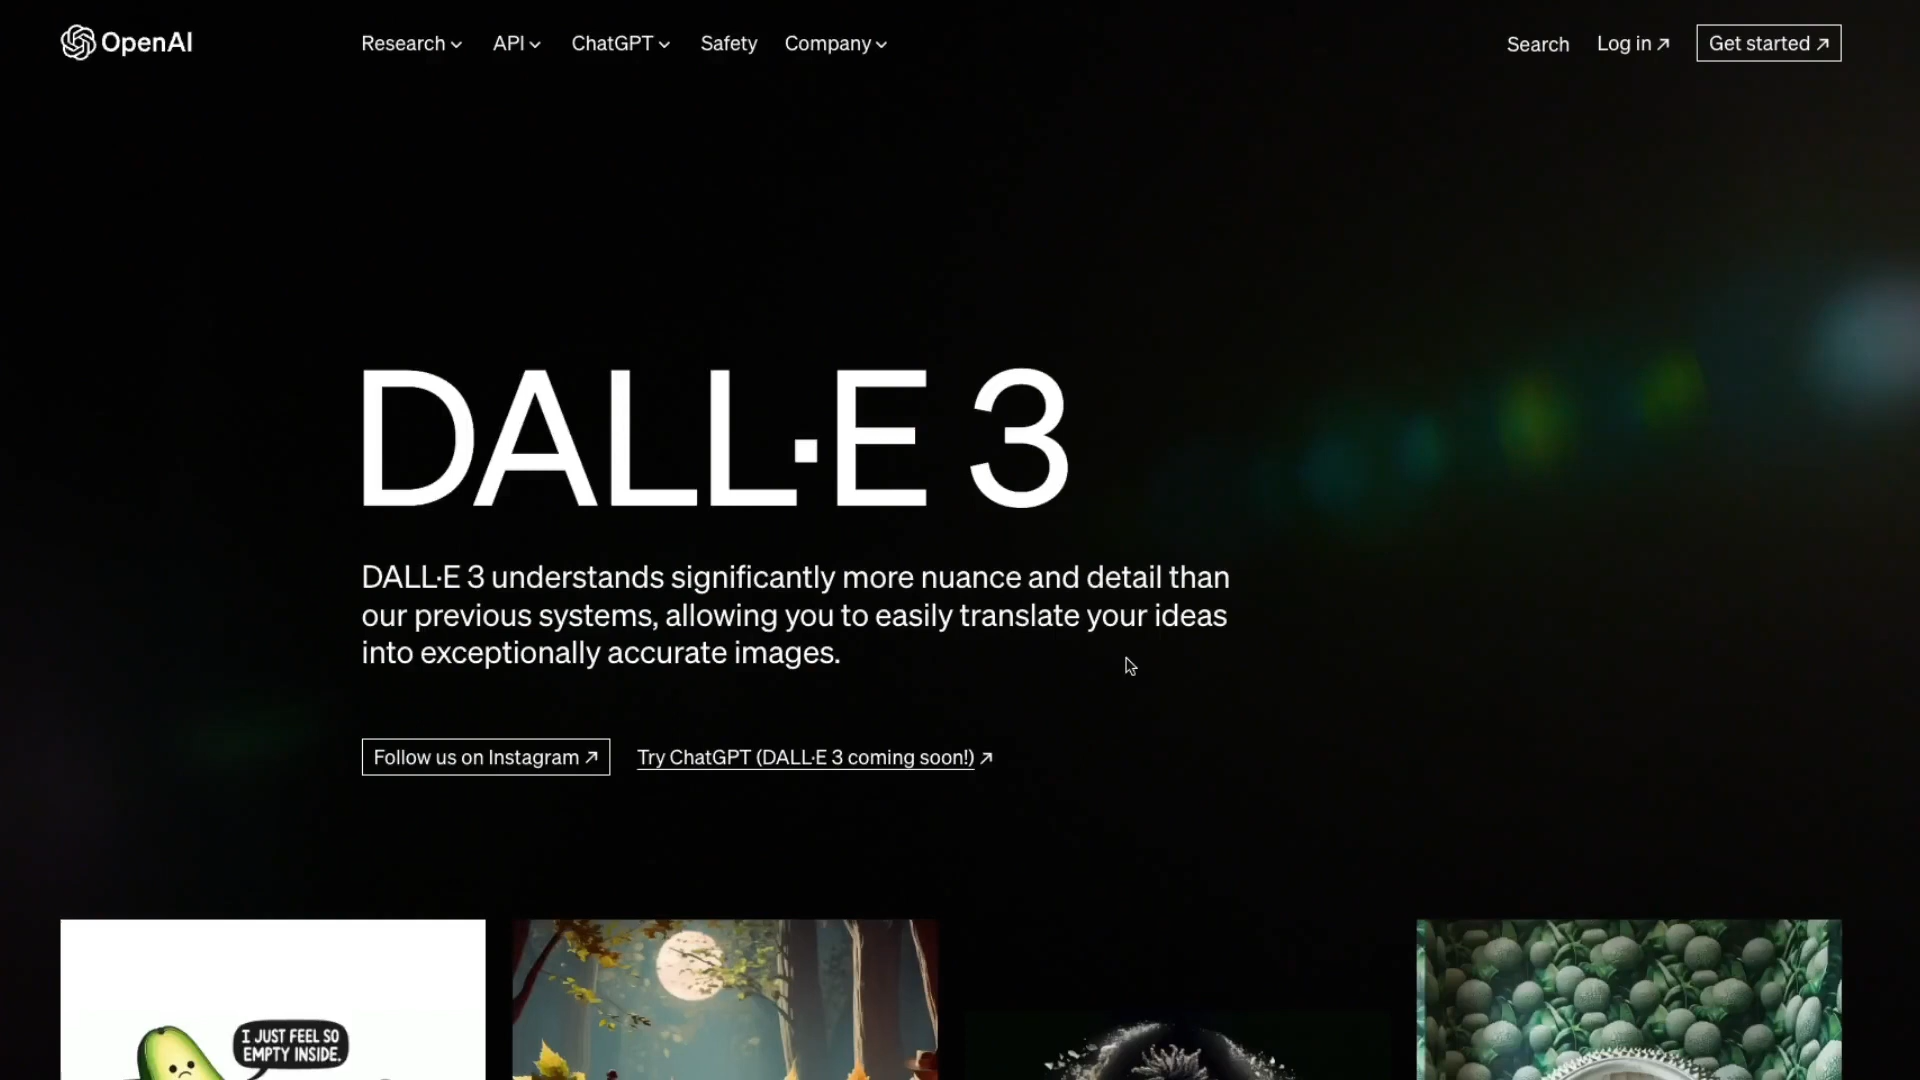 OpenAI
Research
API
ChatGPT
Safety
Company
Search
Log in ↗
Get started ↗
DALL·E 3
DALL·E 3 understands significantly more nuance and detail than
our previous systems, allowing you to easily translate your ideas
into exceptionally accurate images.
Follow us on Instagram ↗
Try ChatGPT (DALL·E 3 coming soon!) ↗
I JUST FEEL SO
EMPTY INSIDE.